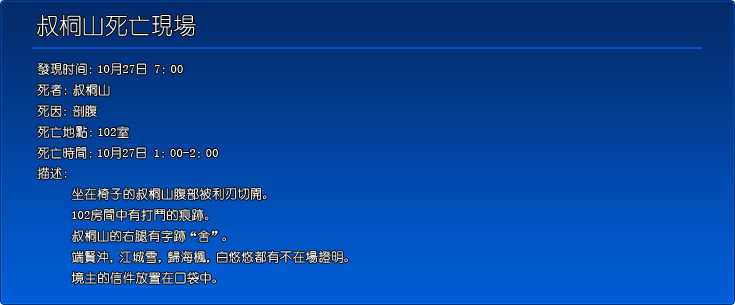 叔桐山死亡現場
發現时间: 10月27日 7: 00
死者: 叔桐山
死因: 剖腹
死亡地點: 102室
死亡時間: 10月27日 1: 00-2: 00
描述:
坐在椅子的叔桐山腹部被利刃切開。
102房間中有打鬥的痕跡。
叔桐山的右腿有字跡“舍”。
端賢沖, 江城雪, 歸海楓, 白悠悠都有不在場證明。
境主的信件放置在口袋中。